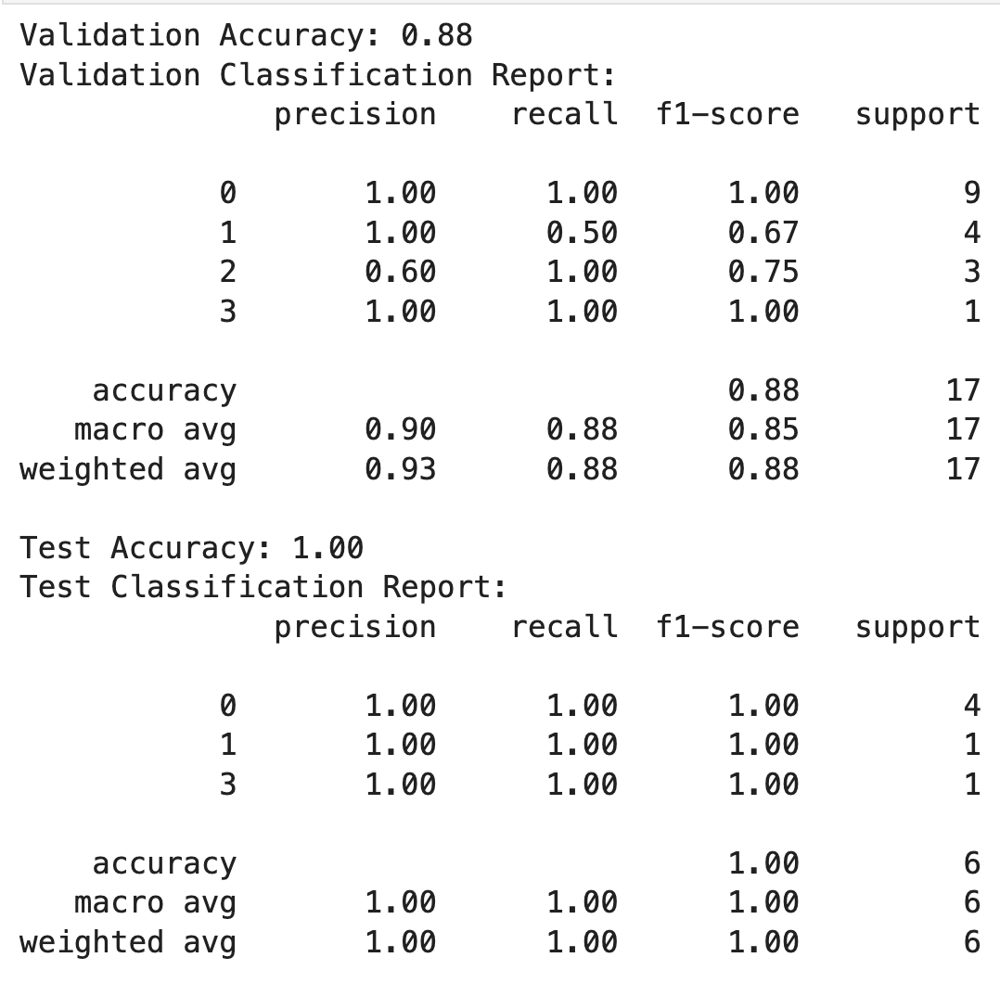 Validation Accuracy: 0.88
Validation Classification Report:
precision recall f1-score support
0 1.00 1.00 1.00 9
1 1.00 0.50 0.67 4
2 0.60 1.00 0.75 3
3 1.00 1.00 1.00 1
accuracy 0.88 17
macro avg 0.90 0.88 0.85 17
weighted avg 0.93 0.88 0.88 17
Test Accuracy: 1.00
Test Classification Report:
precision recall f1-score support
0 1.00 1.00 1.00 4
1 1.00 1.00 1.00 1
3 1.00 1.00 1.00 1
accuracy 1.00 6
macro avg 1.00 1.00 1.00 6
weighted avg 1.00 1.00 1.00 6